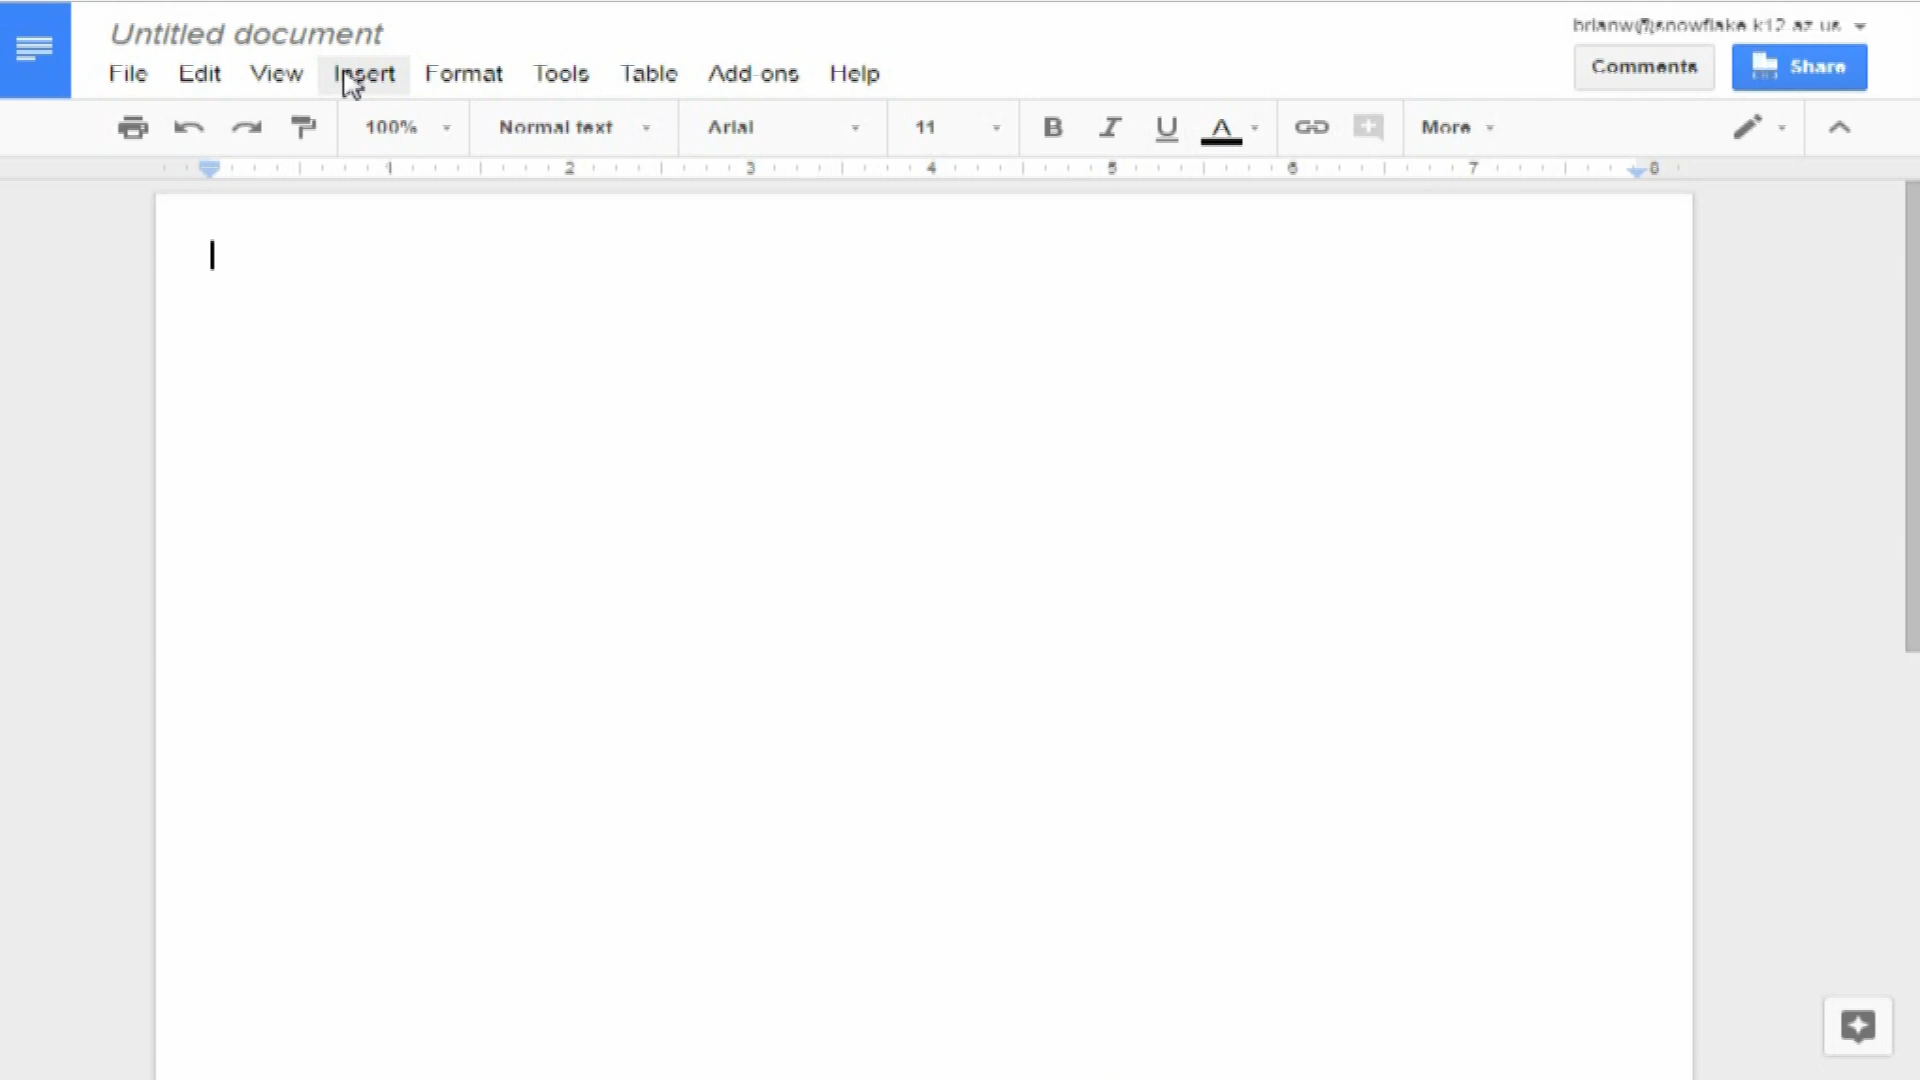 Untitled document
brianw@snowflake.k12.az.us
File Edit View Insert Format Tools Table Add-ons Help
Comments Share
100% Normal text Arial 11 B I U A More
1 2 3 4 5 6 7 8